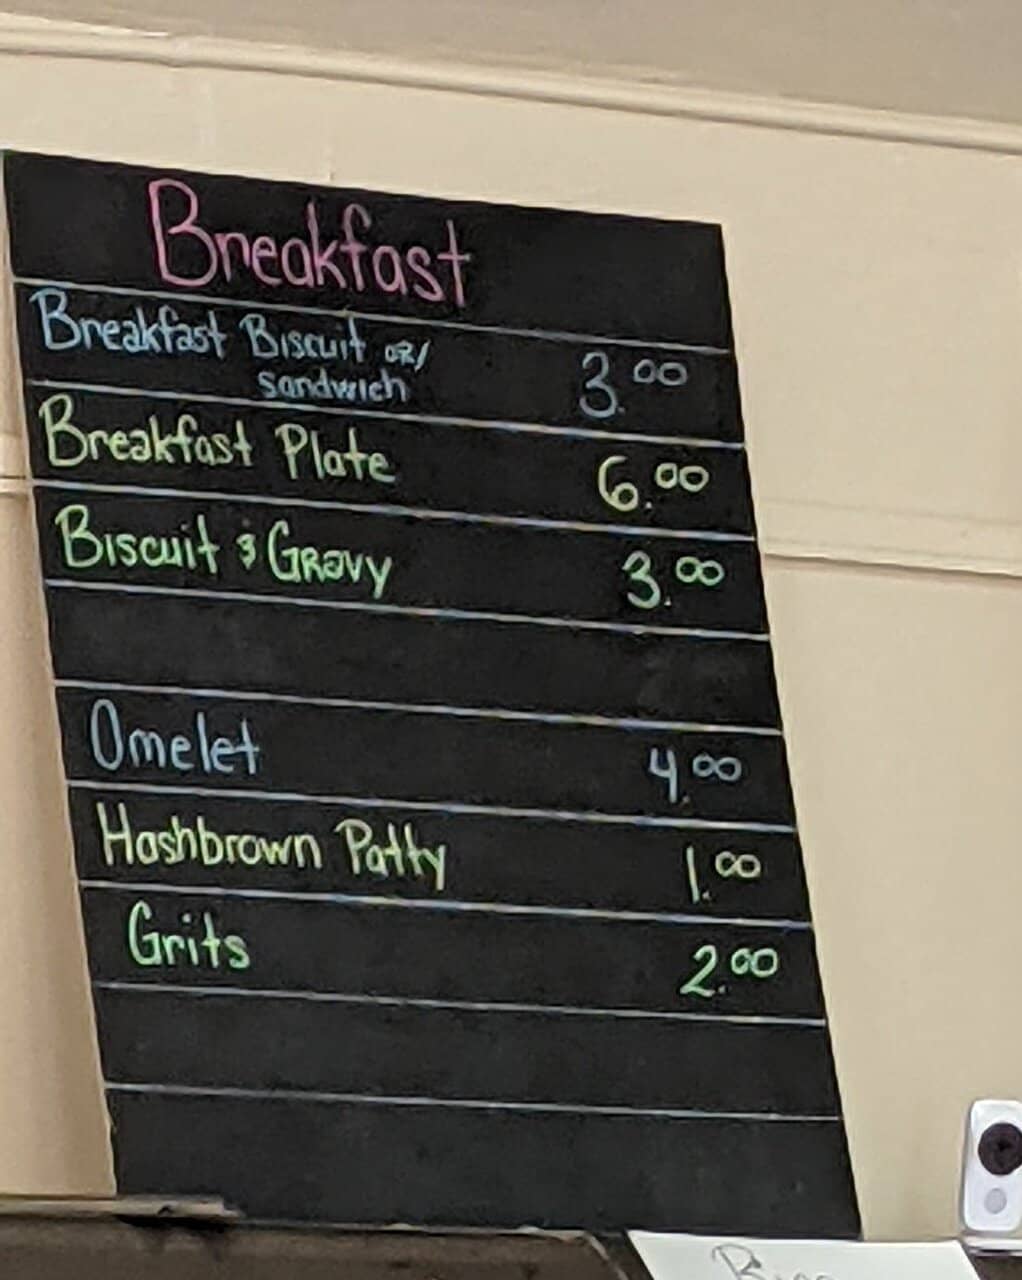 Breakfast
Breakfast Biscuit OR/
Sandwich 3.00
Breakfast Plate 6.00
Biscuit & Gravy 3.00
Omelet 4.00
Hashbrown Patty 1.00
Grits 2.00